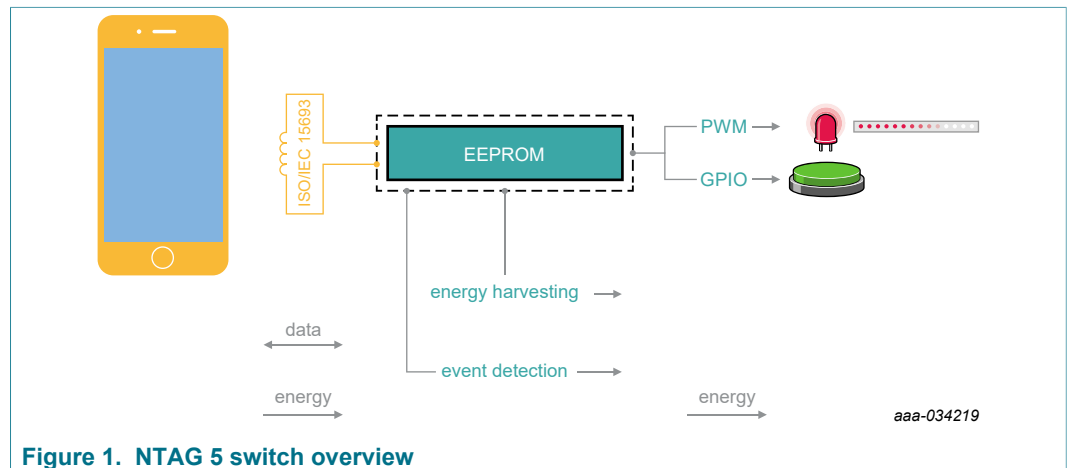 ISO/IEC 15693
EEPROM
PWM
GPIO
energy harvesting
data
event detection
energy
energy
aaa-034219
Figure 1. NTAG 5 switch overview